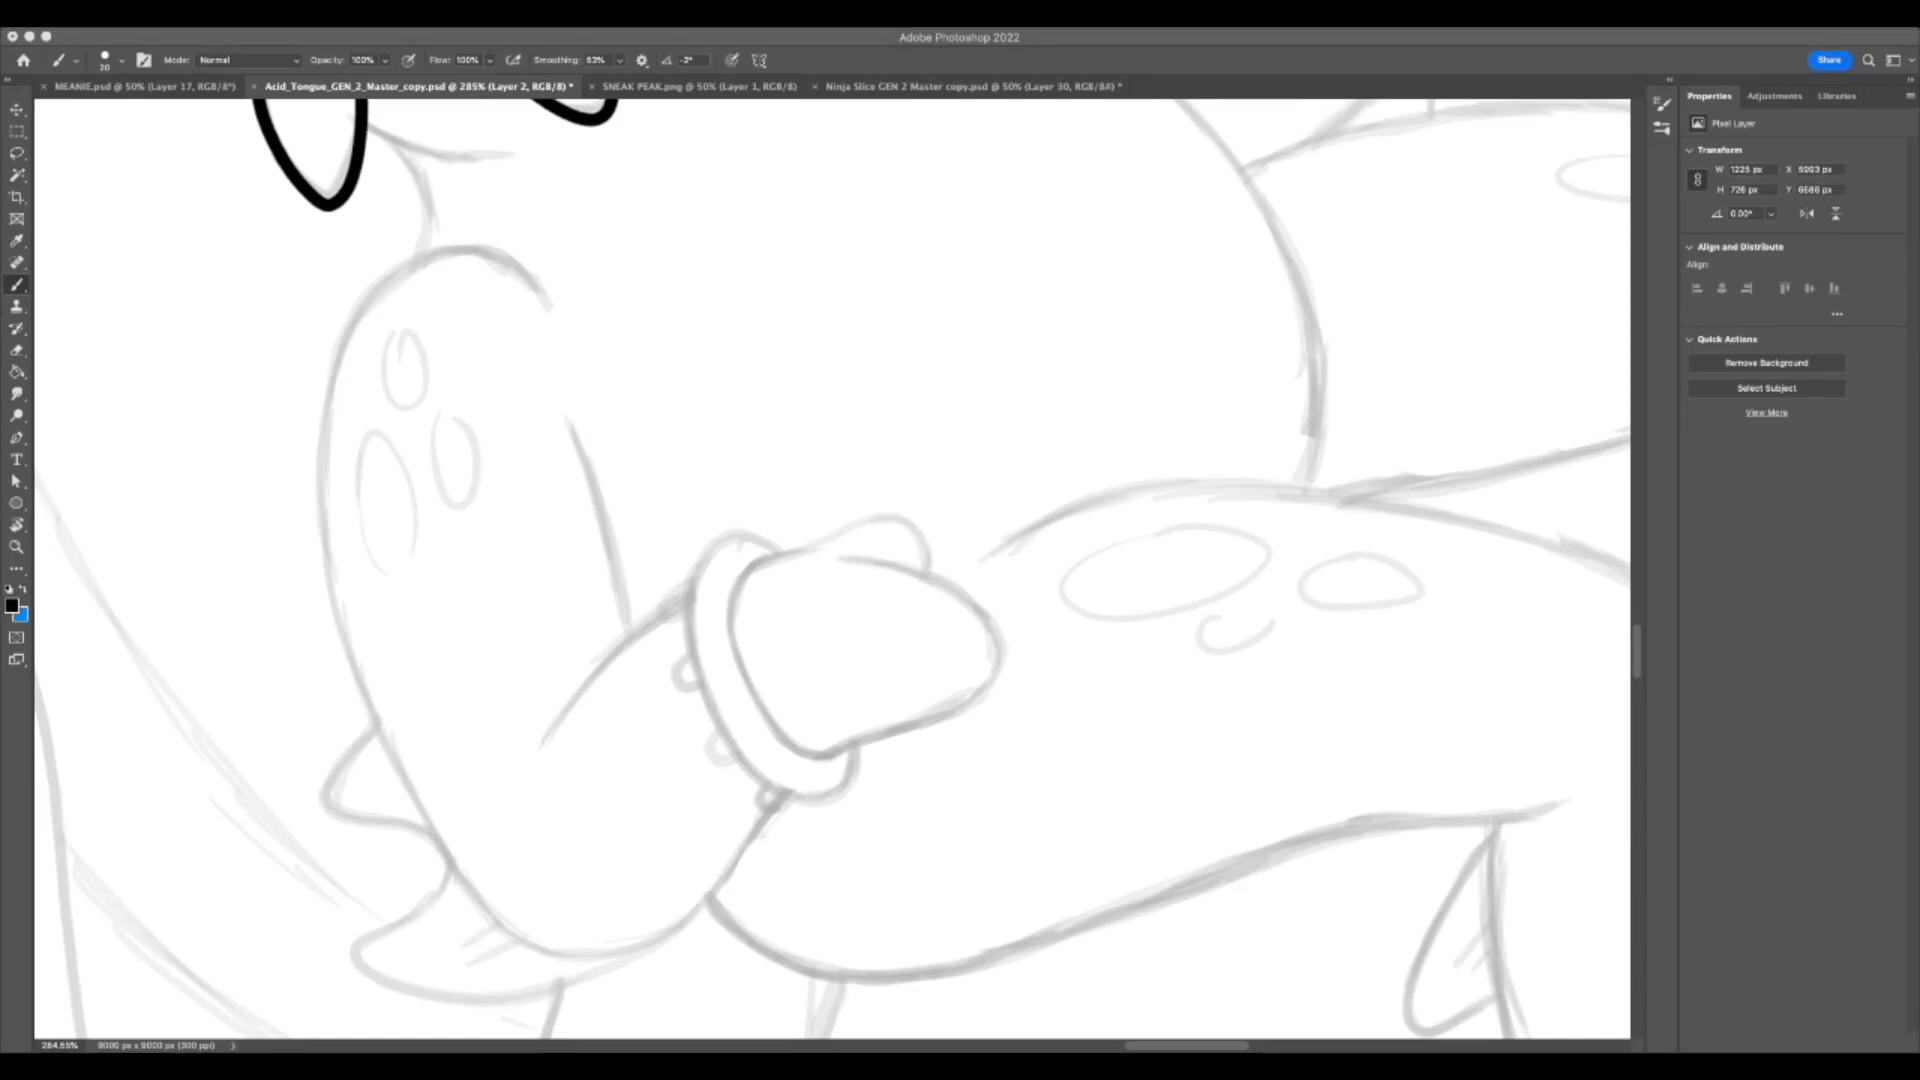 Adobe Photoshop 2022
20 Mode: Normal Opacity: 100% Flow: 100% Smoothing: 53% -2° Share
MEANIE.psd @ 50% (Layer 17, RGB/8*) Acid_Tongue_GEN_2_Master_copy.psd @ 285% (Layer 2, RGB/8) * SNEAK PEAK.png @ 50% (Layer 1, RGB/8) Ninja Slice GEN 2 Master copy.psd @ 50% (Layer 30, RGB/8#) *
Properties Adjustments Libraries
Pixel Layer
Transform
W 1225 px X 5993 px
H 726 px Y 6686 px
0.00°
Align and Distribute
Align:
Quick Actions
Remove Background
Select Subject
View More
284.55% 9000 px x 9000 px (300 ppi)